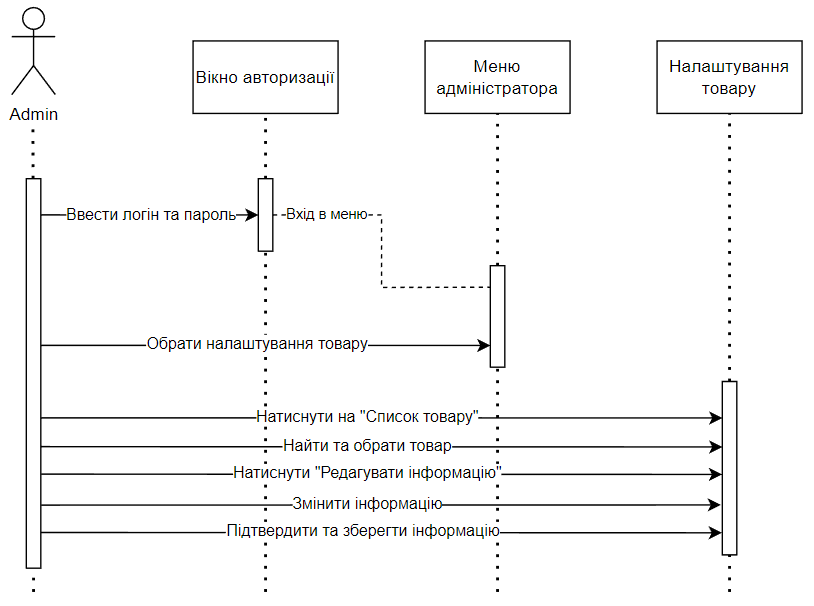 Admin
Вікно авторизації
Меню
адміністратора
Налаштування
товару
Ввести логін та пароль
Вхід в меню
Обрати налаштування товару
Натиснути на "Список товару"
Найти та обрати товар
Натиснути "Редагувати інформацію"
Змінити інформацію
Підтвердити та зберегти інформацію